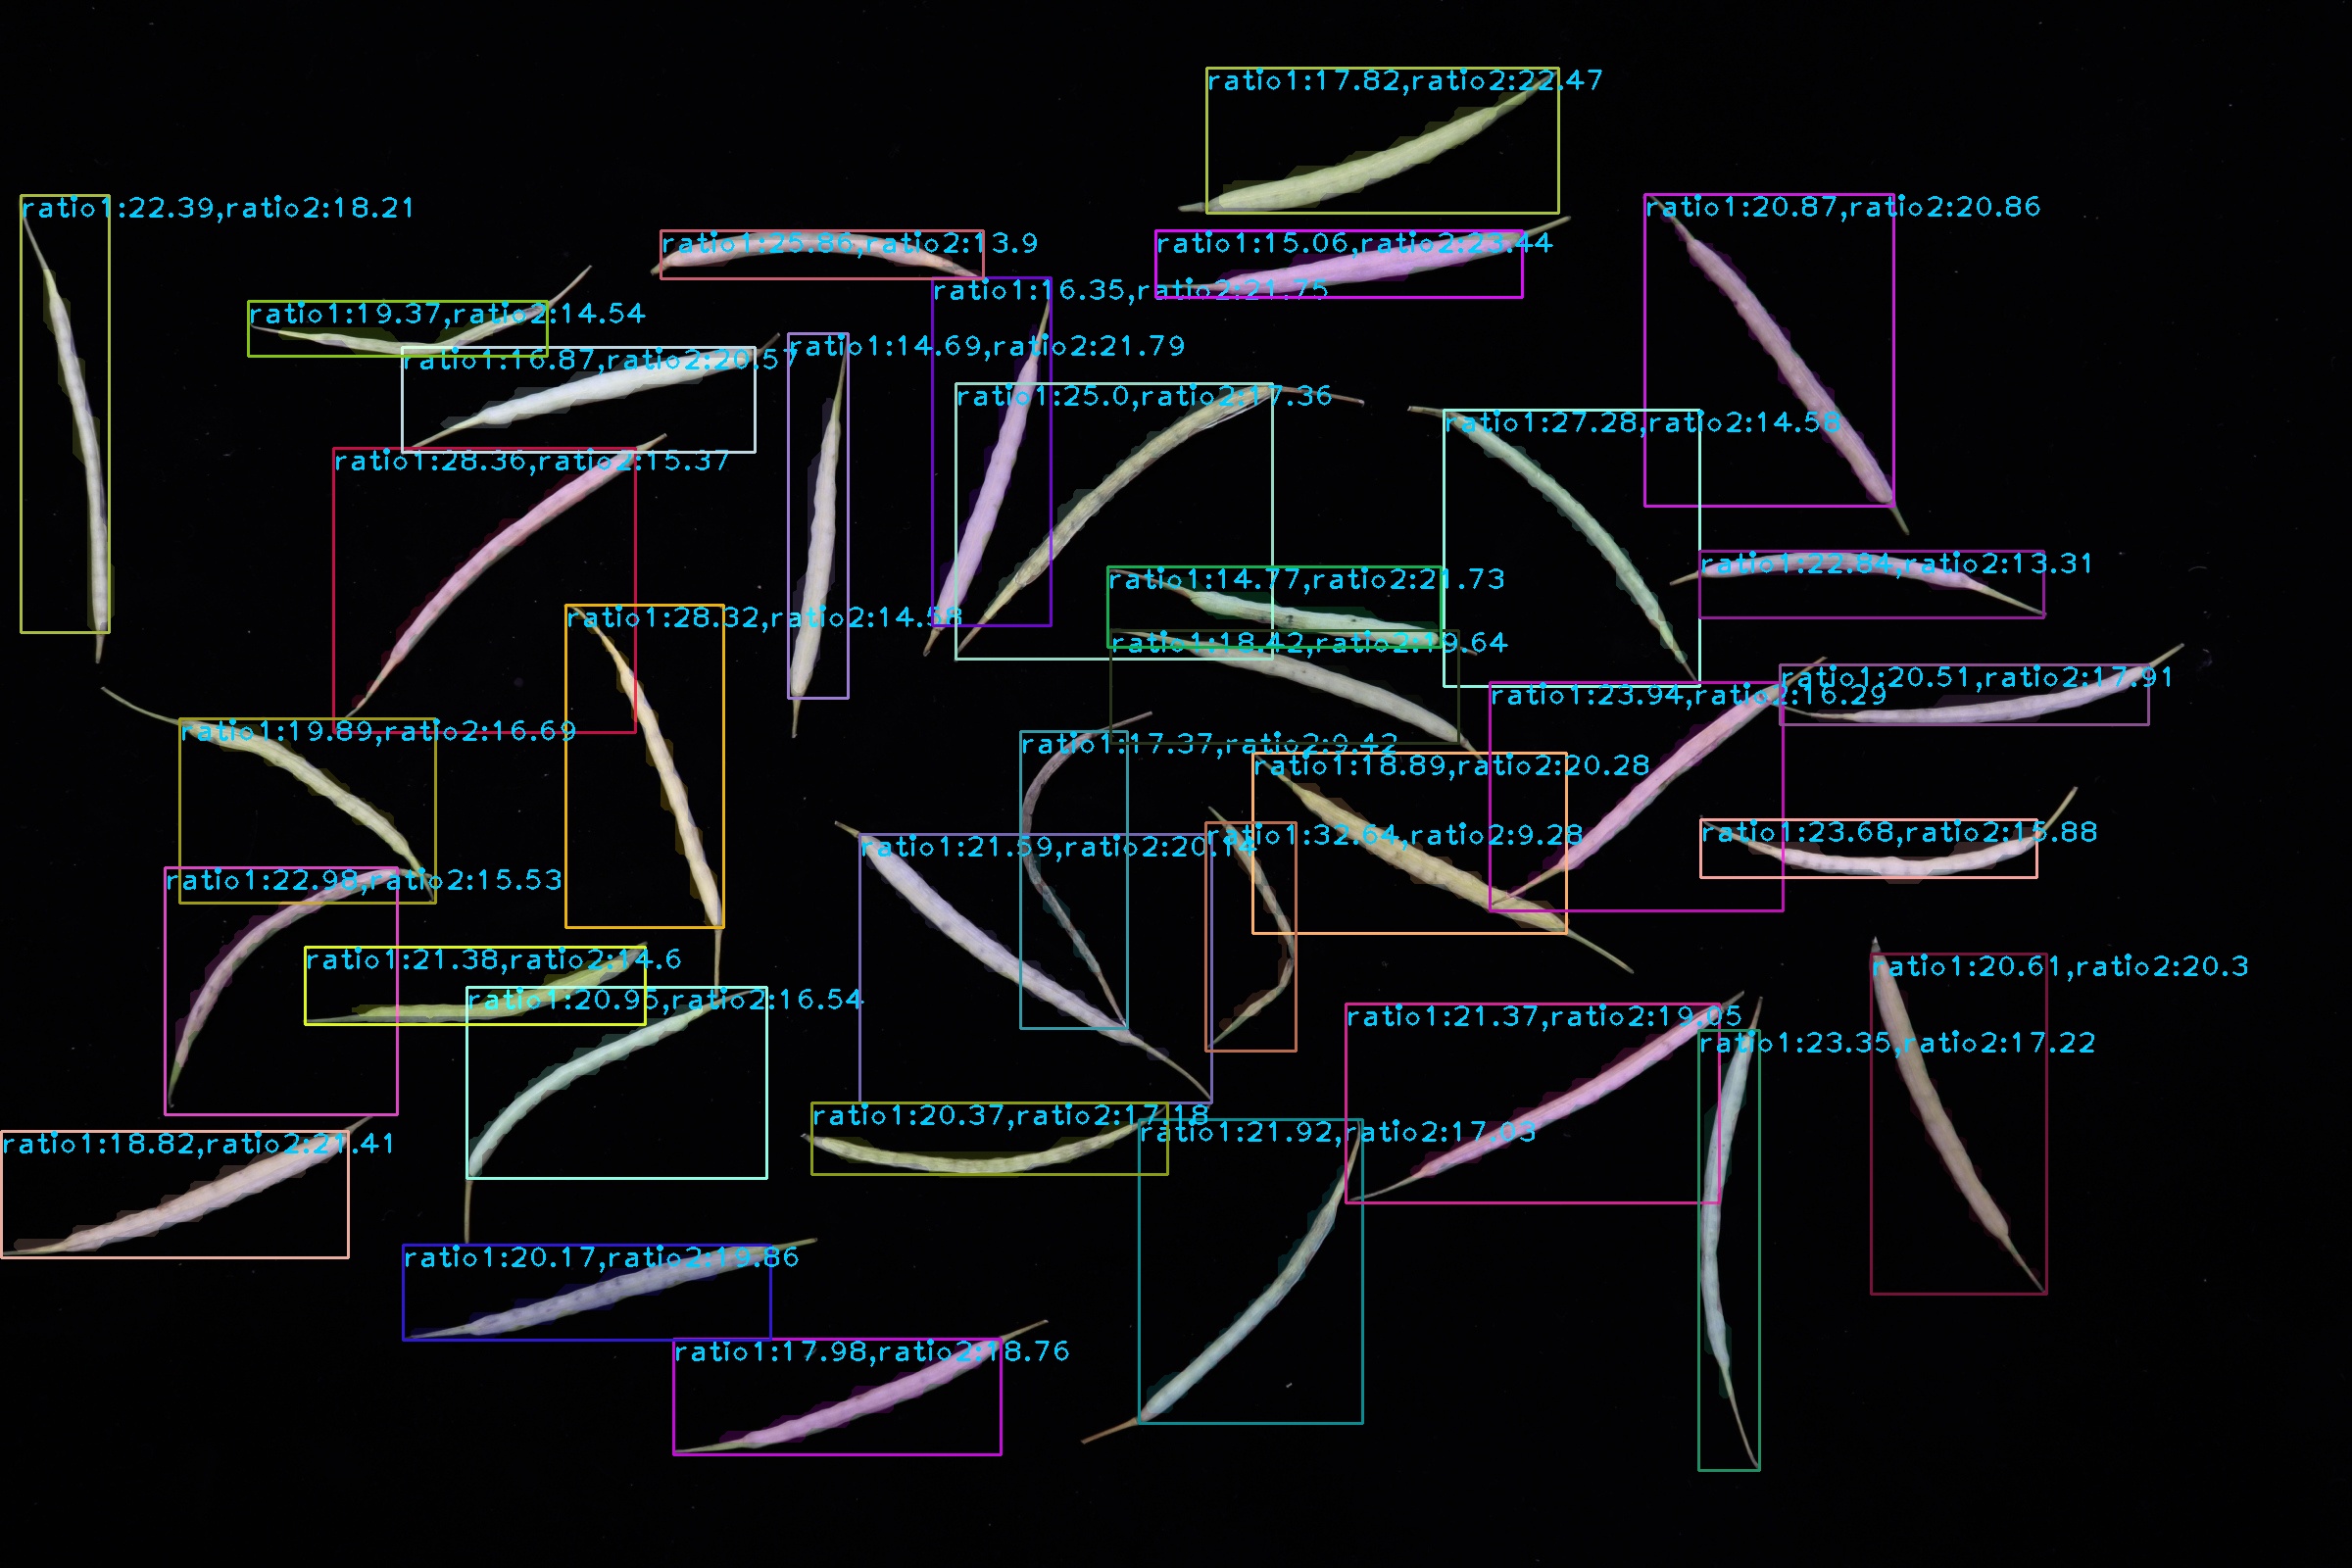 ratio1:17.82,ratio2:22.47
ratio1:22.39,ratio2:18.21
ratio1:20.87,ratio2:20.86
ratio1:25.86,ratio2:13.9
ratio1:15.06,ratio2:23.44
ratio1:16.35,ratio2:21.75
ratio1:19.37,ratio2:14.54
ratio1:14.69,ratio2:21.79
ratio1:16.87,ratio2:20.57
ratio1:25.0,ratio2:17.36
ratio1:27.28,ratio2:14.58
ratio1:28.36,ratio2:15.37
ratio1:22.84,ratio2:13.31
ratio1:14.77,ratio2:21.73
ratio1:28.32,ratio2:14.58
ratio1:18.42,ratio2:19.64
ratio1:20.51,ratio2:17.91
ratio1:23.94,ratio2:16.29
ratio1:19.89,ratio2:16.69
ratio1:17.37,ratio2:9.42
ratio1:18.89,ratio2:20.28
ratio1:23.68,ratio2:15.88
ratio1:32.64,ratio2:9.28
ratio1:21.59,ratio2:20.14
ratio1:22.98,ratio2:15.53
ratio1:21.38,ratio2:14.6
ratio1:20.61,ratio2:20.3
ratio1:20.95,ratio2:16.54
ratio1:21.37,ratio2:19.05
ratio1:23.35,ratio2:17.22
ratio1:20.37,ratio2:17.18
ratio1:21.92,ratio2:17.03
ratio1:18.82,ratio2:21.41
ratio1:20.17,ratio2:19.86
ratio1:17.98,ratio2:18.76